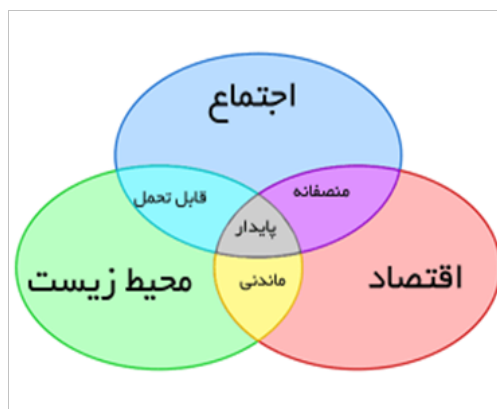 اجتماع
منصفانه
قابل تحمل
پایدار
اقتصاد
ماندنی
محیط زیست